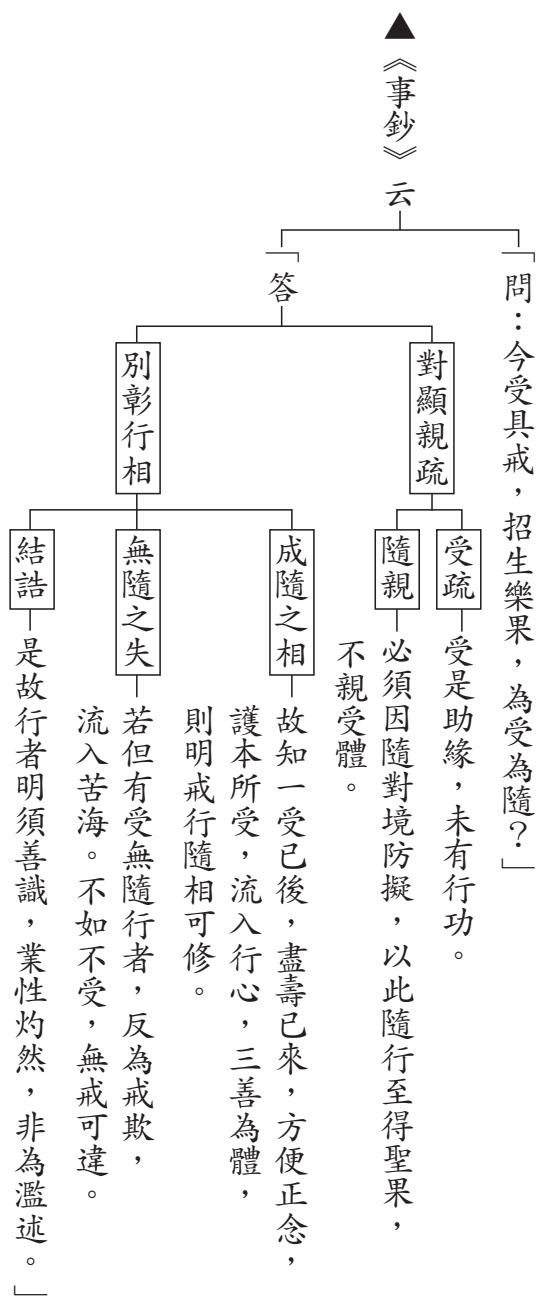 ▲《事鈔》云
「問：今受具戒，招生樂果，為受為隨？」
「答
對顯親疏
受疏
受是助緣，未有行功。
隨親
必須因隨對境防擬，以此隨行至得聖果，
不親受體。
別彰行相
成隨之相
故知一受已後，盡壽已來，方便正念，
護本所受，流入行心，三善為體，
則明戒行隨相可修。
無隨之失
若但有受無隨行者，反為戒欺，
流入苦海。不如不受，無戒可違。
結誥
是故行者明須善識，業性灼然，非為濫述。」